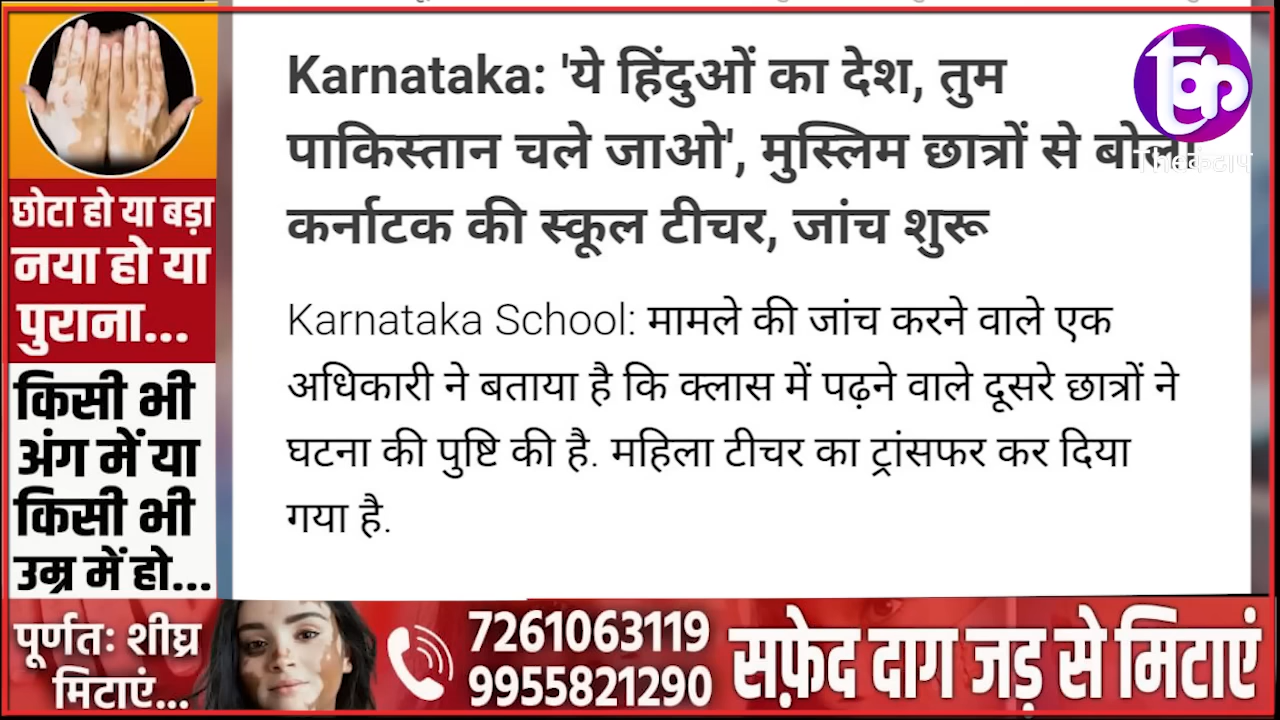 Karnataka: 'ये हिंदुओं का देश, तुम
पाकिस्तान चले जाओ', मुस्लिम छात्रों से बोली
कर्नाटक की स्कूल टीचर, जांच शुरू
Karnataka School: मामले की जांच करने वाले एक
अधिकारी ने बताया है कि क्लास में पढ़ने वाले दूसरे छात्रों ने
घटना की पुष्टि की है. महिला टीचर का ट्रांसफर कर दिया
गया है.
Theकटाप
छोटा हो या बड़ा
नया हो या
पुराना...
किसी भी
अंग में या
किसी भी
उम्र में हो...
पूर्णतः शीघ्र
मिटाएं...
7261063119
9955821290
सफ़ेद दाग जड़ से मिटाएं